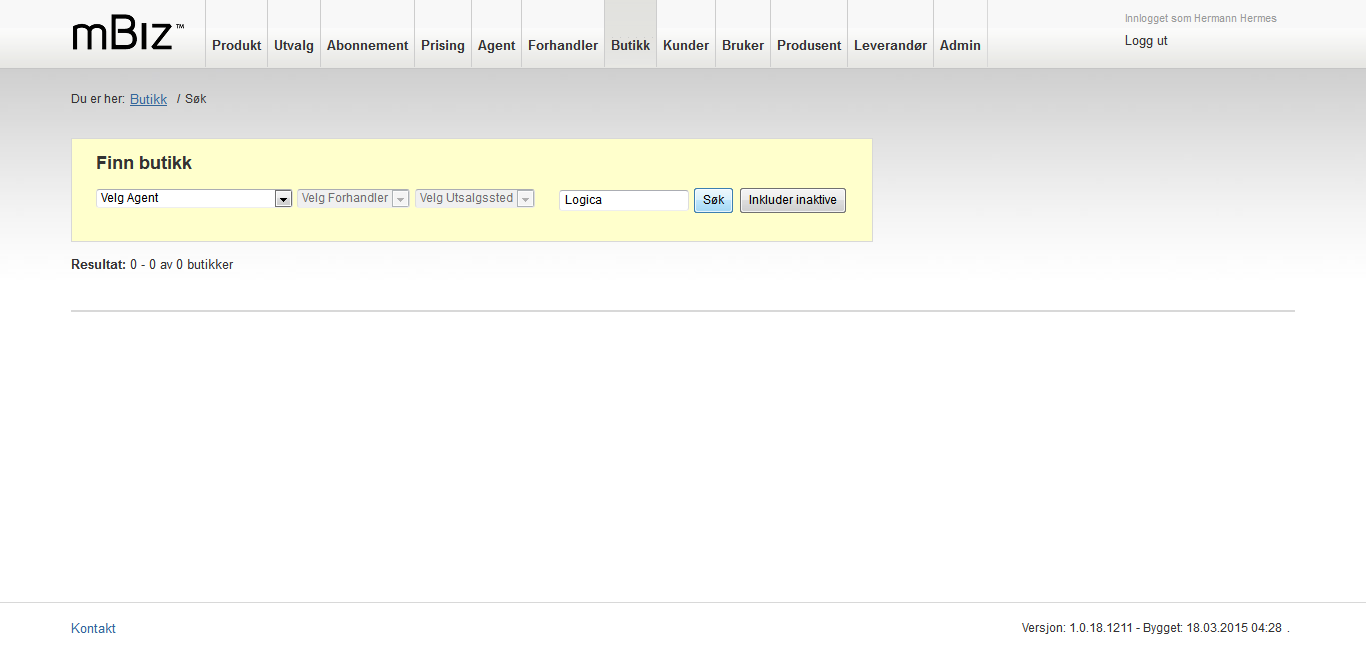 mBIZ™
Produkt Utvalg Abonnement Prising Agent Forhandler Butikk Kunder Bruker Produsent Leverandør Admin
Innlogget som Hermann Hermes
Logg ut
Du er her: Butikk / Søk
Finn butikk
Velg Agent Velg Forhandler Velg Utsalgssted Logica Søk Inkluder inaktive
Resultat: 0 - 0 av 0 butikker
Kontakt
Versjon: 1.0.18.1211 - Bygget: 18.03.2015 04:28 .